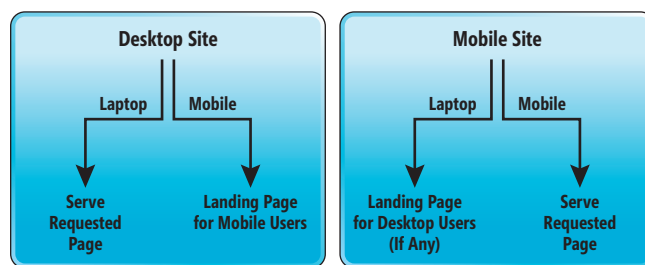 Desktop Site
Laptop
Mobile
Serve
Requested
Page
Landing Page
for Mobile Users
Mobile Site
Laptop
Mobile
Landing Page
for Desktop Users
(If Any)
Serve
Requested
Page